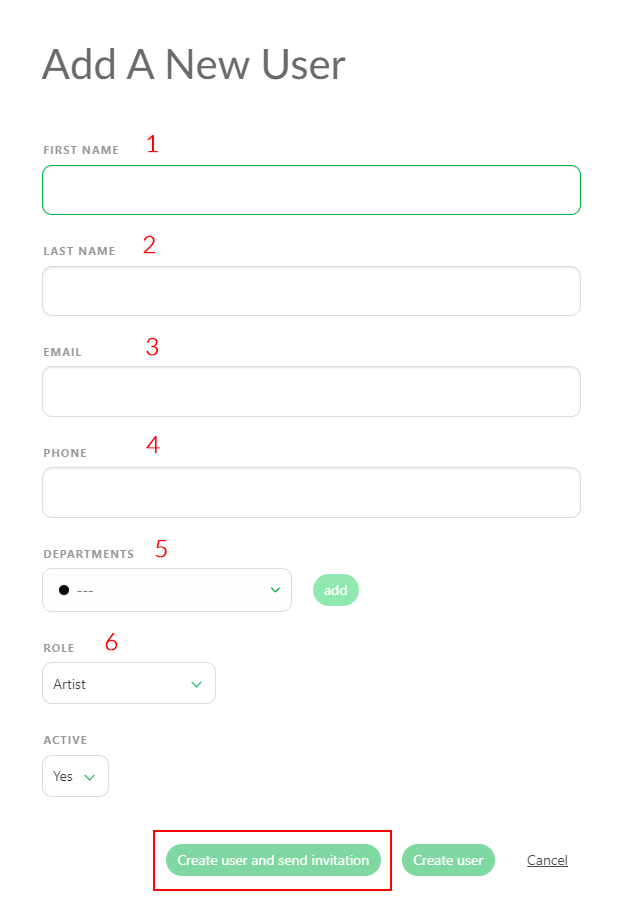 Add A New User
FIRST NAME 1
LAST NAME 2
EMAIL 3
PHONE 4
DEPARTMENTS 5
--- add
ROLE 6
Artist
ACTIVE
Yes
Create user and send invitation Create user Cancel